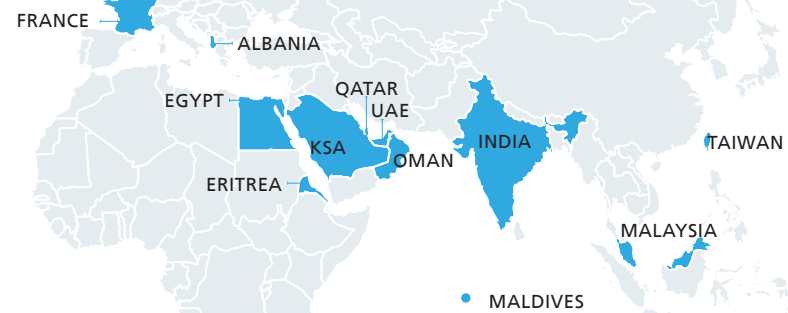 FRANCE
ALBANIA
QATAR
EGYPT
UAE
KSA
INDIA
TAIWAN
OMAN
ERITREA
MALAYSIA
MALDIVES